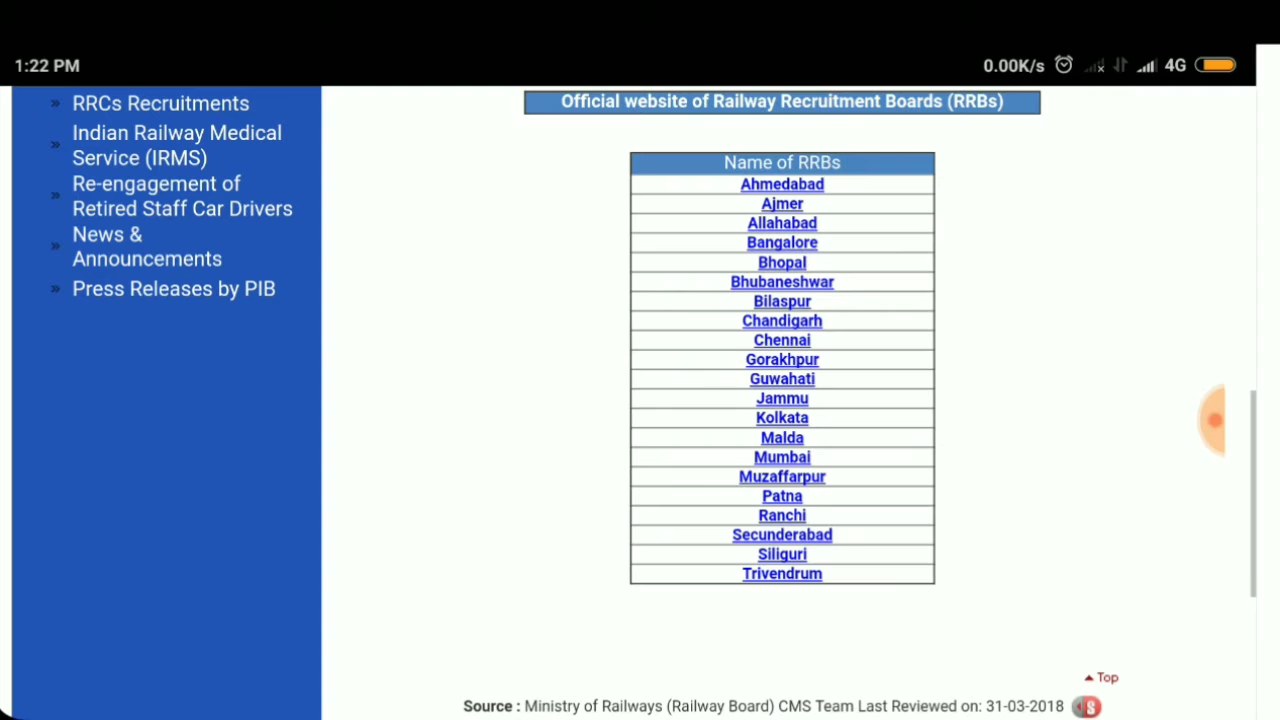 1:22 PM
0.00K/s 4G
RRCs Recruitments
Indian Railway Medical
Service (IRMS)
Re-engagement of
Retired Staff Car Drivers
News &
Announcements
Press Releases by PIB
Official website of Railway Recruitment Boards (RRBs)
Name of RRBs
Ahmedabad
Ajmer
Allahabad
Bangalore
Bhopal
Bhubaneshwar
Bilaspur
Chandigarh
Chennai
Gorakhpur
Guwahati
Jammu
Kolkata
Malda
Mumbai
Muzaffarpur
Patna
Ranchi
Secunderabad
Siliguri
Trivendrum
Top
Source : Ministry of Railways (Railway Board) CMS Team Last Reviewed on: 31-03-2018